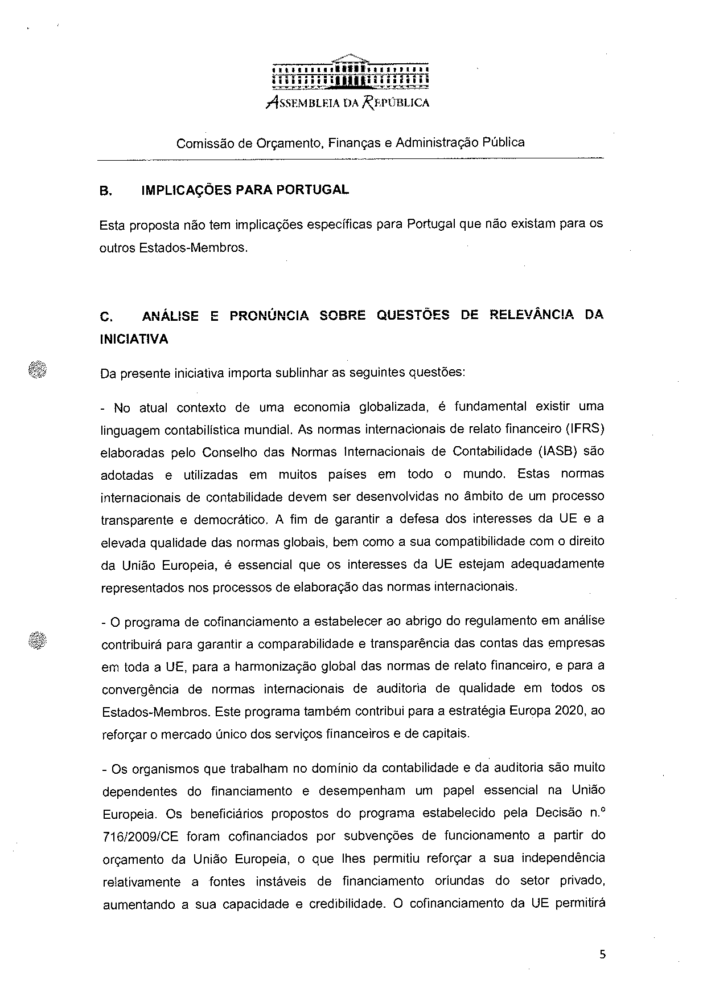 ASSEMBLEIA DA REPÚBLICA
Comissão de Orçamento, Finanças e Administração Pública
B. IMPLICAÇÕES PARA PORTUGAL
Esta proposta não tem implicações específicas para Portugal que não existam para os
outros Estados-Membros.
C. ANÁLISE E PRONÚNCIA SOBRE QUESTÕES DE RELEVÂNCIA DA
INICIATIVA
Da presente iniciativa importa sublinhar as seguintes questões:
- No atual contexto de uma economia globalizada, é fundamental existir uma
linguagem contabilística mundial. As normas internacionais de relato financeiro (IFRS)
elaboradas pelo Conselho das Normas Internacionais de Contabilidade (IASB) são
adotadas e utilizadas em muitos países em todo o mundo. Estas normas
internacionais de contabilidade devem ser desenvolvidas no âmbito de um processo
transparente e democrático. A fim de garantir a defesa dos interesses da UE e a
elevada qualidade das normas globais, bem como a sua compatibilidade com o direito
da União Europeia, é essencial que os interesses da UE estejam adequadamente
representados nos processos de elaboração das normas internacionais.
- O programa de cofinanciamento a estabelecer ao abrigo do regulamento em análise
contribuirá para garantir a comparabilidade e transparência das contas das empresas
em toda a UE, para a harmonização global das normas de relato financeiro, e para a
convergência de normas internacionais de auditoria de qualidade em todos os
Estados-Membros. Este programa também contribui para a estratégia Europa 2020, ao
reforçar o mercado único dos serviços financeiros e de capitais.
- Os organismos que trabalham no domínio da contabilidade e da auditoria são muito
dependentes do financiamento e desempenham um papel essencial na União
Europeia. Os beneficiários propostos do programa estabelecido pela Decisão n.º
716/2009/CE foram cofinanciados por subvenções de funcionamento a partir do
orçamento da União Europeia, o que lhes permitiu reforçar a sua independência
relativamente a fontes instáveis de financiamento oriundas do setor privado,
aumentando a sua capacidade e credibilidade. O cofinanciamento da UE permitirá
5